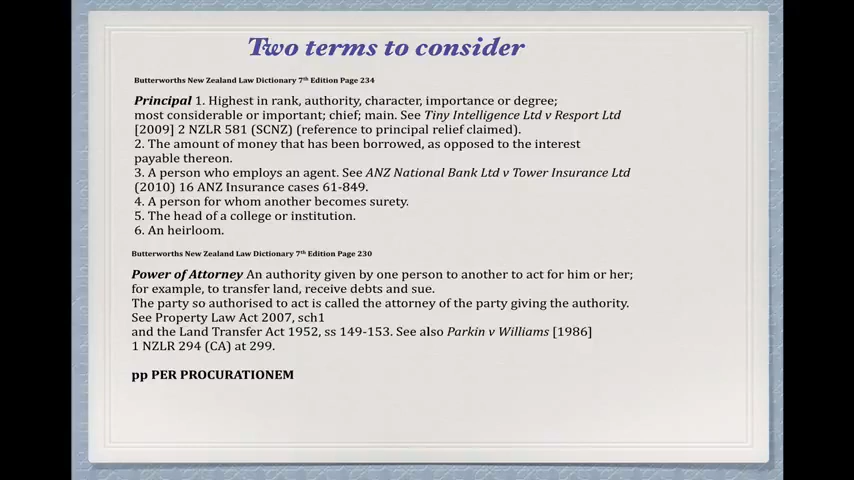 Two terms to consider
Butterworths New Zealand Law Dictionary 7th Edition Page 234
Principal 1. Highest in rank, authority, character, importance or degree;
most considerable or important; chief; main. See Tiny Intelligence Ltd v Resport Ltd
[2009] 2 NZLR 581 (SCNZ) (reference to principal relief claimed).
2. The amount of money that has been borrowed, as opposed to the interest
payable thereon.
3. A person who employs an agent. See ANZ National Bank Ltd v Tower Insurance Ltd
(2010) 16 ANZ Insurance cases 61-849.
4. A person for whom another becomes surety.
5. The head of a college or institution.
6. An heirloom.
Butterworths New Zealand Law Dictionary 7th Edition Page 230
Power of Attorney An authority given by one person to another to act for him or her;
for example, to transfer land, receive debts and sue.
The party so authorised to act is called the attorney of the party giving the authority.
See Property Law Act 2007, sch1
and the Land Transfer Act 1952, ss 149-153. See also Parkin v Williams [1986]
1 NZLR 294 (CA) at 299.
pp PER PROCURATIONEM